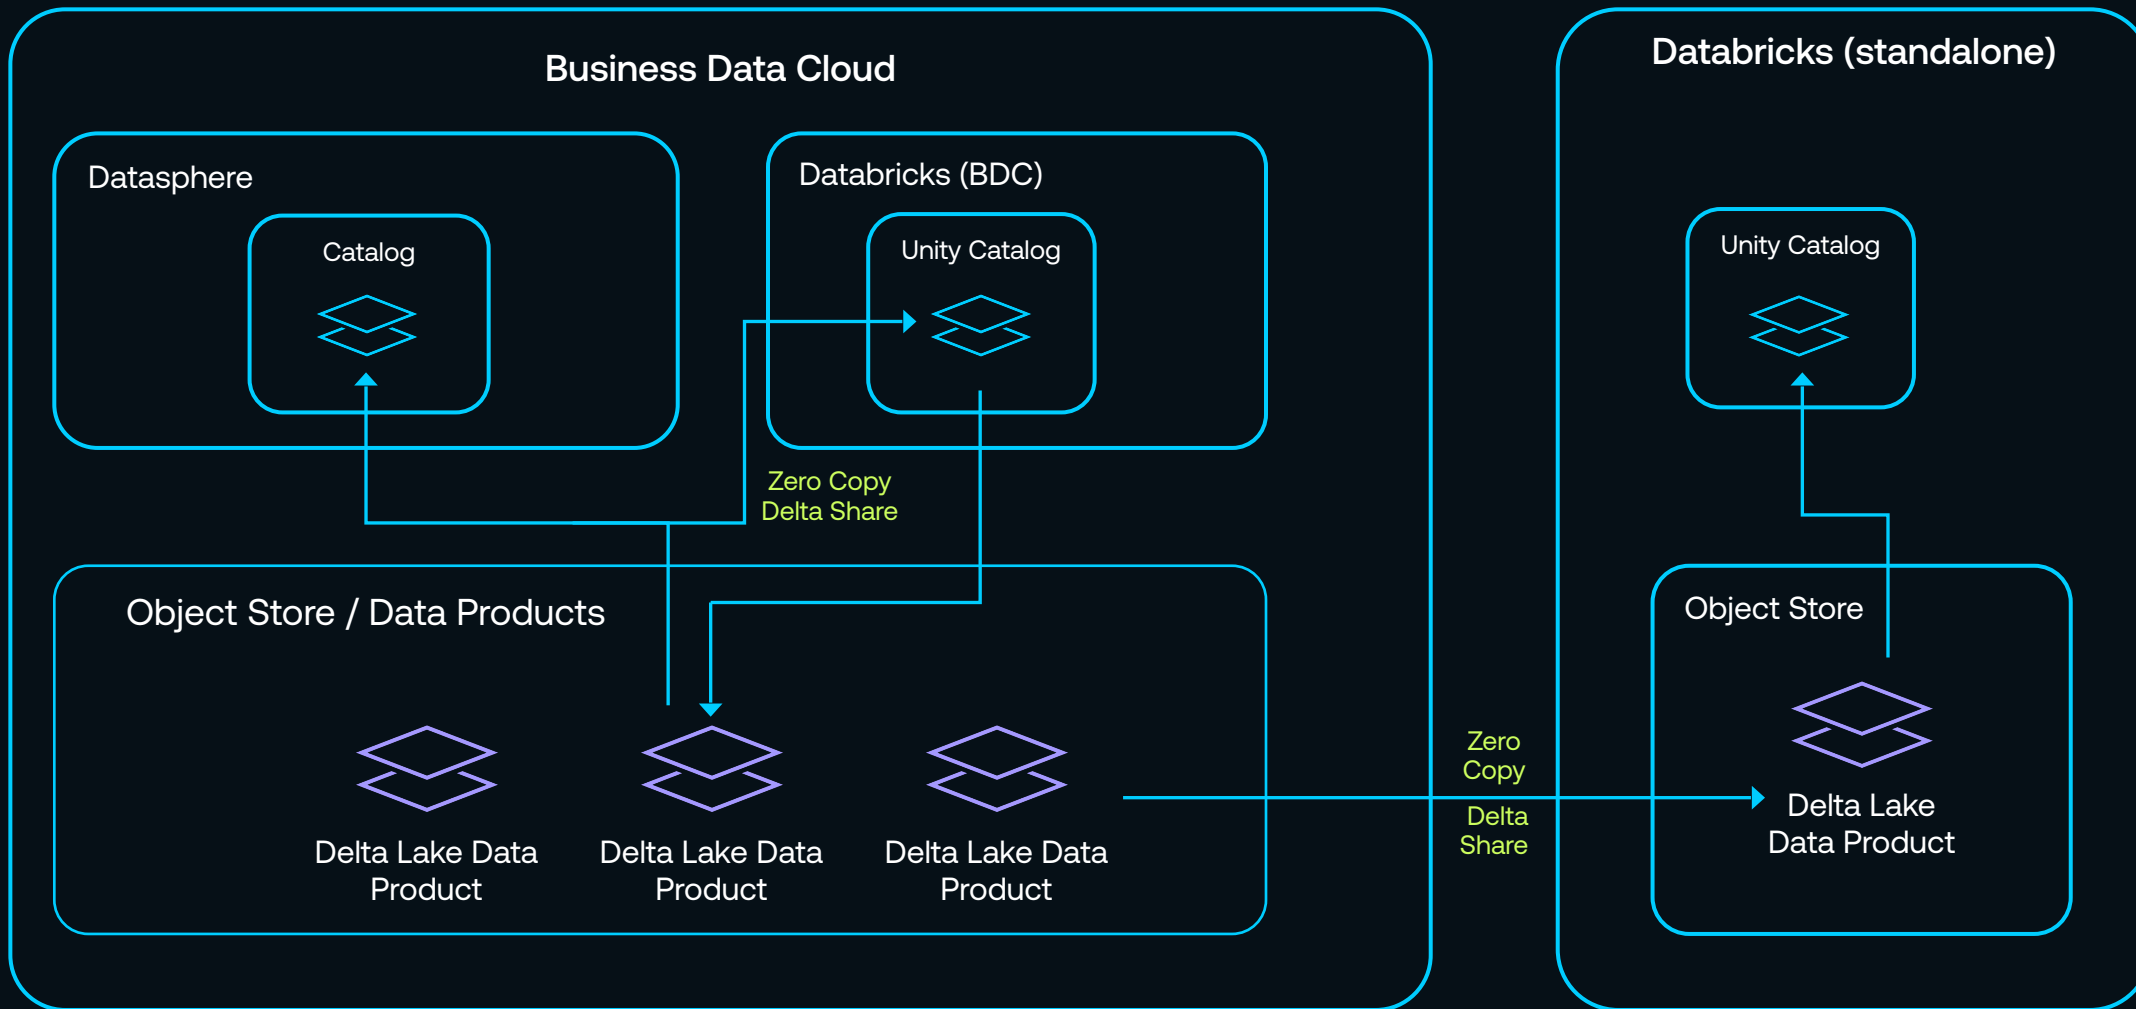 Business Data Cloud
Databricks (standalone)
Datasphere
Databricks (BDC)
Catalog
Unity Catalog
Unity Catalog
Zero Copy
Delta Share
Object Store / Data Products
Object Store
Delta Lake Data
Product
Delta Lake Data
Product
Delta Lake Data
Product
Zero
Copy
Delta
Share
Delta Lake
Data Product